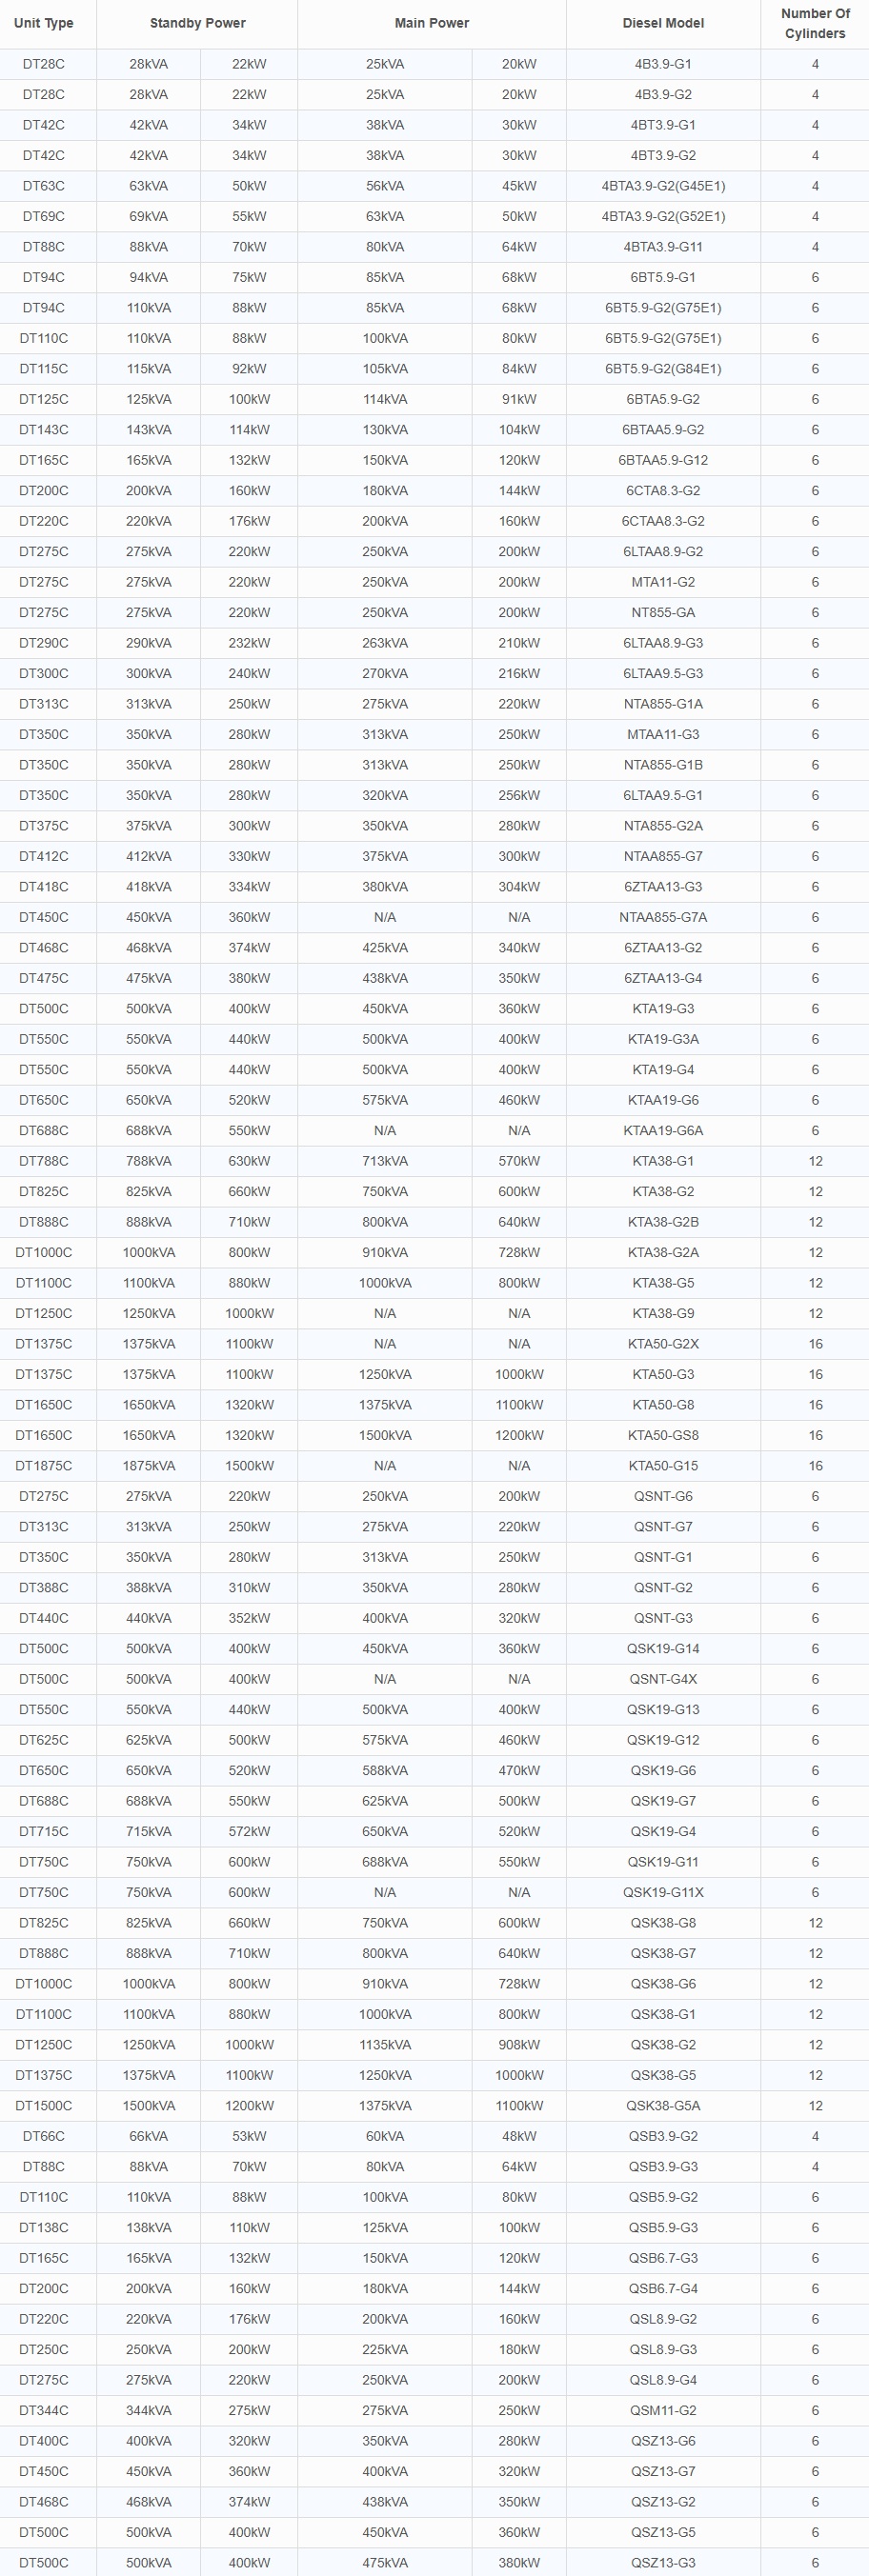 Unit Type Standby Power Main Power Diesel Model Number Of
Cylinders
DT28C 28kVA 22kW 25kVA 20kW 4B3.9-G1 4
DT28C 28kVA 22kW 25kVA 20kW 4B3.9-G2 4
DT42C 42kVA 34kW 38kVA 30kW 4BT3.9-G1 4
DT42C 42kVA 34kW 38kVA 30kW 4BT3.9-G2 4
DT63C 63kVA 50kW 56kVA 45kW 4BTA3.9-G2(G45E1) 4
DT69C 69kVA 55kW 63kVA 50kW 4BTA3.9-G2(G52E1) 4
DT88C 88kVA 70kW 80kVA 64kW 4BTA3.9-G11 4
DT94C 94kVA 75kW 85kVA 68kW 6BT5.9-G1 6
DT94C 110kVA 88kW 85kVA 68kW 6BT5.9-G2(G75E1) 6
DT110C 110kVA 88kW 100kVA 80kW 6BT5.9-G2(G75E1) 6
DT115C 115kVA 92kW 105kVA 84kW 6BT5.9-G2(G84E1) 6
DT125C 125kVA 100kW 114kVA 91kW 6BTA5.9-G2 6
DT143C 143kVA 114kW 130kVA 104kW 6BTAA5.9-G2 6
DT165C 165kVA 132kW 150kVA 120kW 6BTAA5.9-G12 6
DT200C 200kVA 160kW 180kVA 144kW 6CTA8.3-G2 6
DT220C 220kVA 176kW 200kVA 160kW 6CTAA8.3-G2 6
DT275C 275kVA 220kW 250kVA 200kW 6LTAA8.9-G2 6
DT275C 275kVA 220kW 250kVA 200kW MTA11-G2 6
DT275C 275kVA 220kW 250kVA 200kW NT855-GA 6
DT290C 290kVA 232kW 263kVA 210kW 6LTAA8.9-G3 6
DT300C 300kVA 240kW 270kVA 216kW 6LTAA9.5-G3 6
DT313C 313kVA 250kW 275kVA 220kW NTA855-G1A 6
DT350C 350kVA 280kW 313kVA 250kW MTAA11-G3 6
DT350C 350kVA 280kW 313kVA 250kW NTA855-G1B 6
DT350C 350kVA 280kW 320kVA 256kW 6LTAA9.5-G1 6
DT375C 375kVA 300kW 350kVA 280kW NTA855-G2A 6
DT412C 412kVA 330kW 375kVA 300kW NTAA855-G7 6
DT418C 418kVA 334kW 380kVA 304kW 6ZTAA13-G3 6
DT450C 450kVA 360kW N/A N/A NTAA855-G7A 6
DT468C 468kVA 374kW 425kVA 340kW 6ZTAA13-G2 6
DT475C 475kVA 380kW 438kVA 350kW 6ZTAA13-G4 6
DT500C 500kVA 400kW 450kVA 360kW KTA19-G3 6
DT550C 550kVA 440kW 500kVA 400kW KTA19-G3A 6
DT550C 550kVA 440kW 500kVA 400kW KTA19-G4 6
DT650C 650kVA 520kW 575kVA 460kW KTAA19-G6 6
DT688C 688kVA 550kW N/A N/A KTAA19-G6A 6
DT788C 788kVA 630kW 713kVA 570kW KTA38-G1 12
DT825C 825kVA 660kW 750kVA 600kW KTA38-G2 12
DT888C 888kVA 710kW 800kVA 640kW KTA38-G2B 12
DT1000C 1000kVA 800kW 910kVA 728kW KTA38-G2A 12
DT1100C 1100kVA 880kW 1000kVA 800kW KTA38-G5 12
DT1250C 1250kVA 1000kW N/A N/A KTA38-G9 12
DT1375C 1375kVA 1100kW N/A N/A KTA50-G2X 16
DT1375C 1375kVA 1100kW 1250kVA 1000kW KTA50-G3 16
DT1650C 1650kVA 1320kW 1375kVA 1100kW KTA50-G8 16
DT1650C 1650kVA 1320kW 1500kVA 1200kW KTA50-GS8 16
DT1875C 1875kVA 1500kW N/A N/A KTA50-G15 16
DT275C 275kVA 220kW 250kVA 200kW QSNT-G6 6
DT313C 313kVA 250kW 275kVA 220kW QSNT-G7 6
DT350C 350kVA 280kW 313kVA 250kW QSNT-G1 6
DT388C 388kVA 310kW 350kVA 280kW QSNT-G2 6
DT440C 440kVA 352kW 400kVA 320kW QSNT-G3 6
DT500C 500kVA 400kW 450kVA 360kW QSK19-G14 6
DT500C 500kVA 400kW N/A N/A QSNT-G4X 6
DT550C 550kVA 440kW 500kVA 400kW QSK19-G13 6
DT625C 625kVA 500kW 575kVA 460kW QSK19-G12 6
DT650C 650kVA 520kW 588kVA 470kW QSK19-G6 6
DT688C 688kVA 550kW 625kVA 500kW QSK19-G7 6
DT715C 715kVA 572kW 650kVA 520kW QSK19-G4 6
DT750C 750kVA 600kW 688kVA 550kW QSK19-G11 6
DT750C 750kVA 600kW N/A N/A QSK19-G11X 6
DT825C 825kVA 660kW 750kVA 600kW QSK38-G8 12
DT888C 888kVA 710kW 800kVA 640kW QSK38-G7 12
DT1000C 1000kVA 800kW 910kVA 728kW QSK38-G6 12
DT1100C 1100kVA 880kW 1000kVA 800kW QSK38-G1 12
DT1250C 1250kVA 1000kW 1135kVA 908kW QSK38-G2 12
DT1375C 1375kVA 1100kW 1250kVA 1000kW QSK38-G5 12
DT1500C 1500kVA 1200kW 1375kVA 1100kW QSK38-G5A 12
DT66C 66kVA 53kW 60kVA 48kW QSB3.9-G2 4
DT88C 88kVA 70kW 80kVA 64kW QSB3.9-G3 4
DT110C 110kVA 88kW 100kVA 80kW QSB5.9-G2 6
DT138C 138kVA 110kW 125kVA 100kW QSB5.9-G3 6
DT165C 165kVA 132kW 150kVA 120kW QSB6.7-G3 6
DT200C 200kVA 160kW 180kVA 144kW QSB6.7-G4 6
DT220C 220kVA 176kW 200kVA 160kW QSL8.9-G2 6
DT250C 250kVA 200kW 225kVA 180kW QSL8.9-G3 6
DT275C 275kVA 220kW 250kVA 200kW QSL8.9-G4 6
DT344C 344kVA 275kW 275kVA 250kW QSM11-G2 6
DT400C 400kVA 320kW 350kVA 280kW QSZ13-G6 6
DT450C 450kVA 360kW 400kVA 320kW QSZ13-G7 6
DT468C 468kVA 374kW 438kVA 350kW QSZ13-G2 6
DT500C 500kVA 400kW 450kVA 360kW QSZ13-G5 6
DT500C 500kVA 400kW 475kVA 380kW QSZ13-G3 6